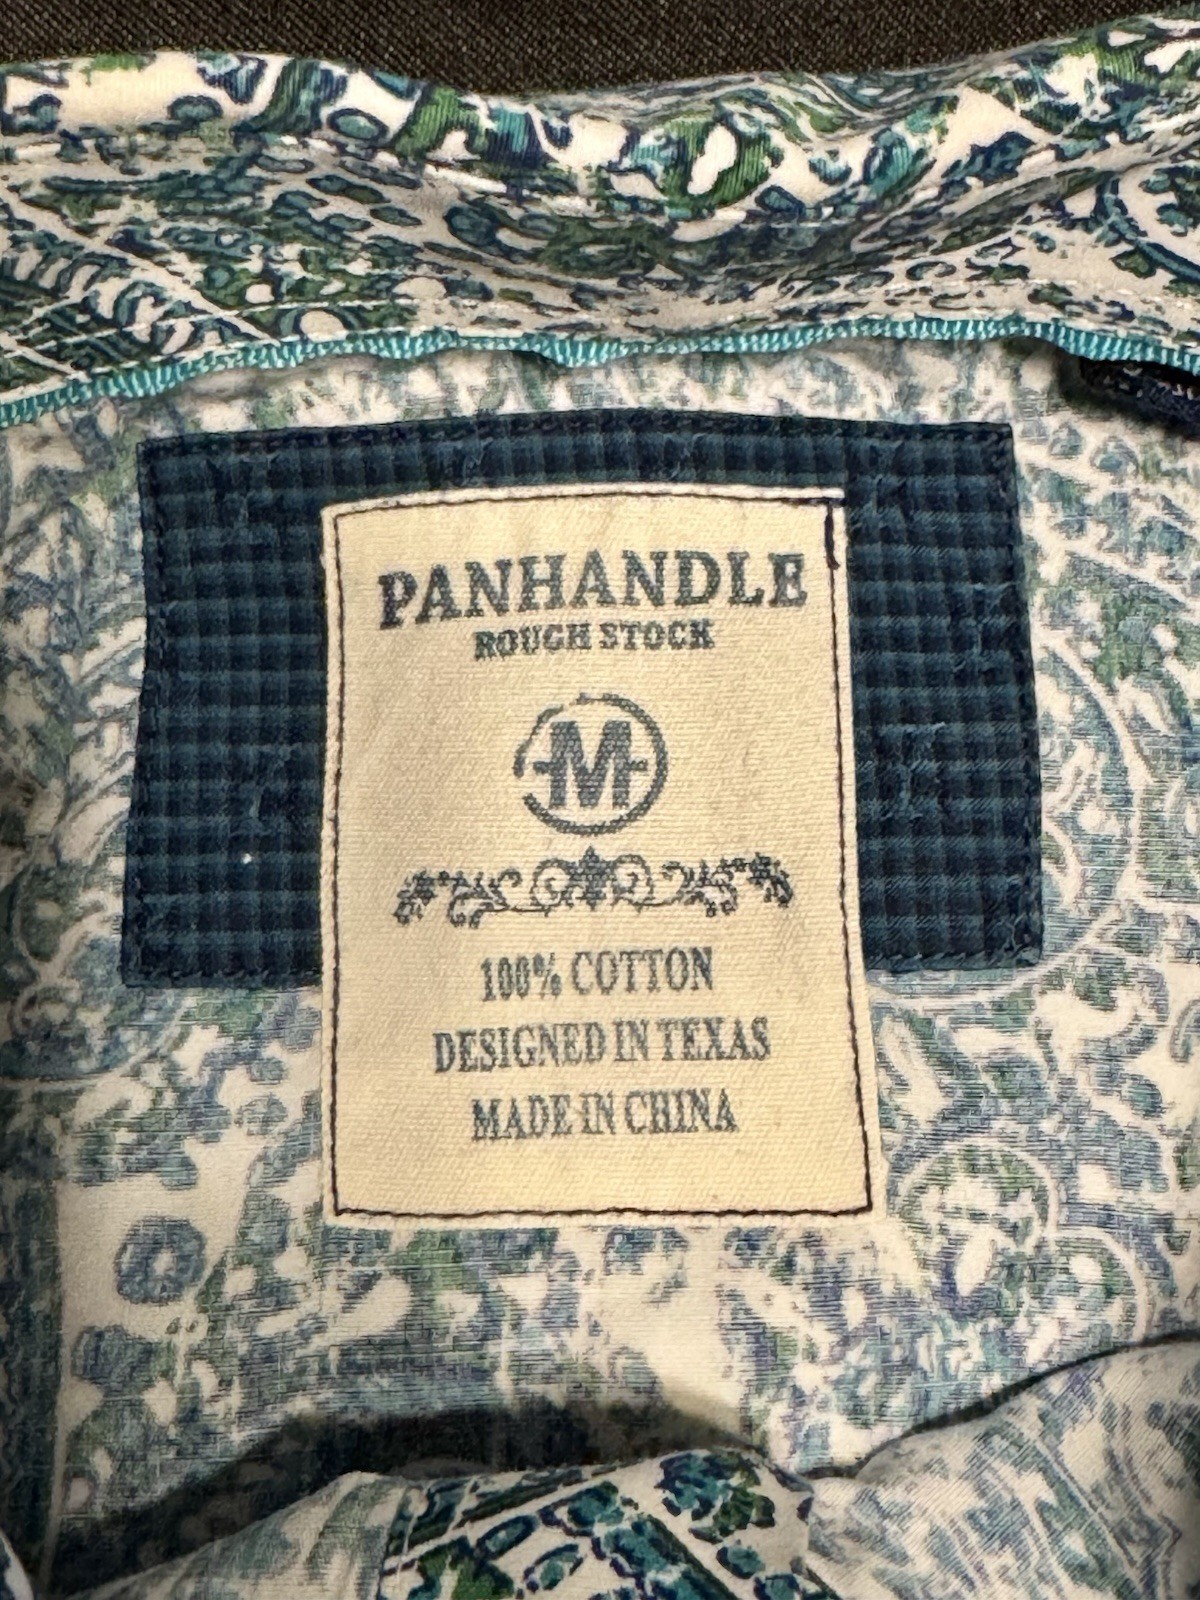 PANHANDLE
ROUGH STOCK
M
100% COTTON
DESIGNED IN TEXAS
MADE IN CHINA